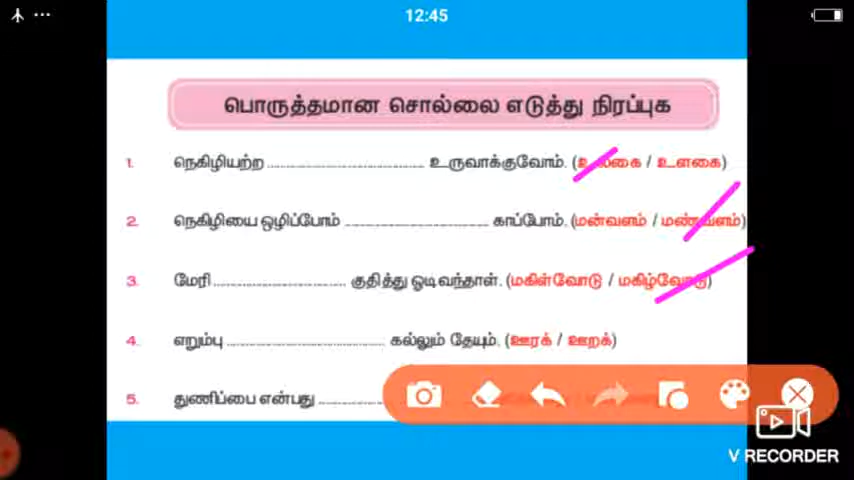 12:45
பொருத்தமான சொல்லை எடுத்து நிரப்புக
1. நெகிழியற்ற ................ உருவாக்குவோம். (உலகை / உளகை)
2. நெகிழியை ஒழிப்போம் ................ காப்போம். (மன்வளம் / மண்வளம்)
3. மேரி ................ குதித்து ஓடிவந்தாள். (மகிள்வோடு / மகிழ்வோடு)
4. எறும்பு ................ கல்லும் தேயும். (ஊரக் / ஊறக்)
5. துணிப்பை என்பது ................
V RECORDER